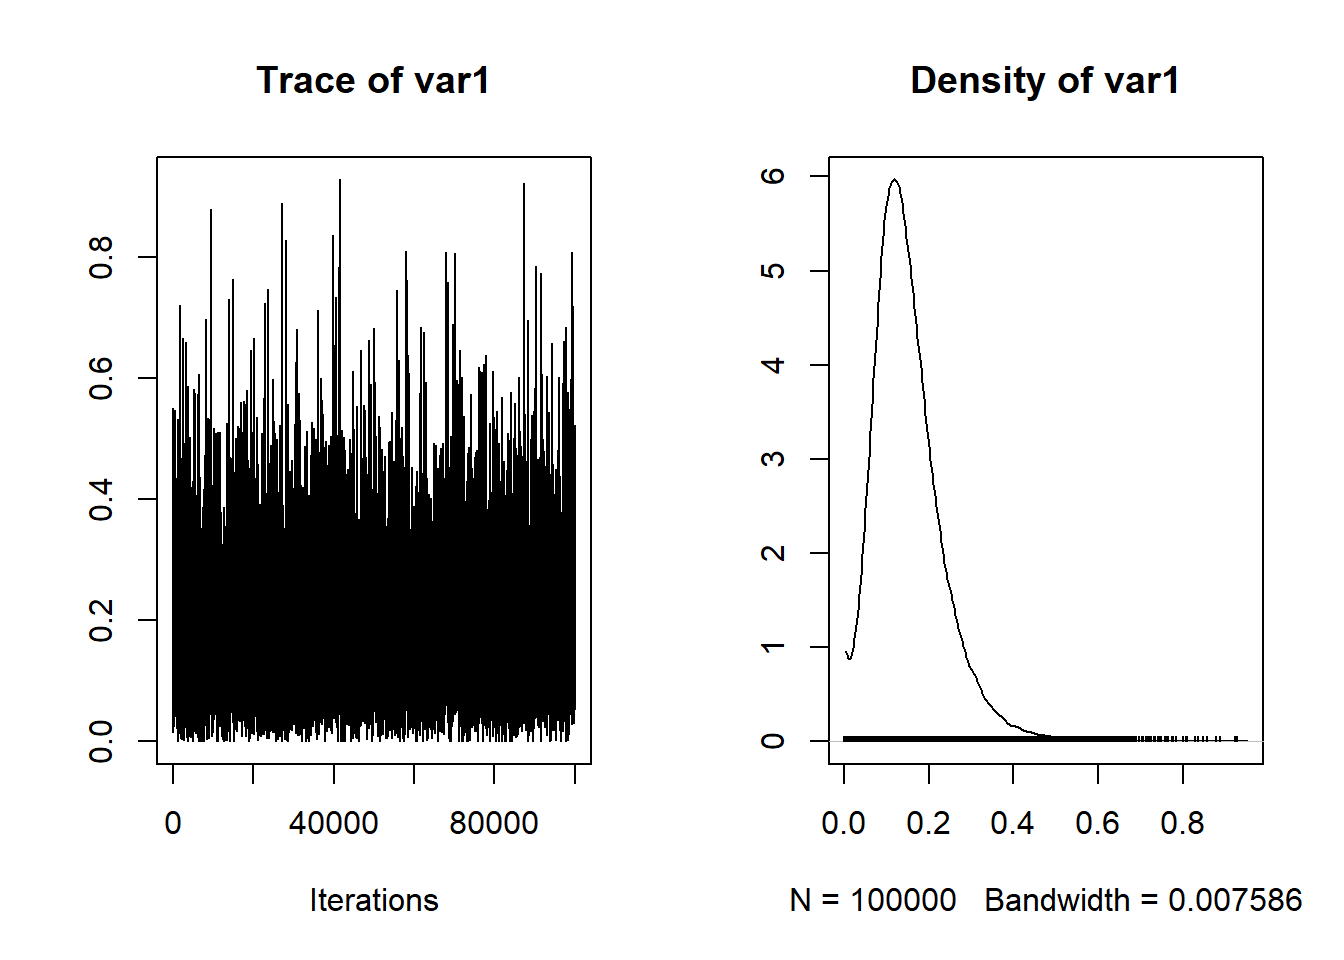 Trace of var1
0.0
0.2
0.4
0.6
0.8
0 40000 80000
Iterations
Density of var1
0
1
2
3
4
5
6
0.0 0.2 0.4 0.6 0.8
N = 100000 Bandwidth = 0.007586